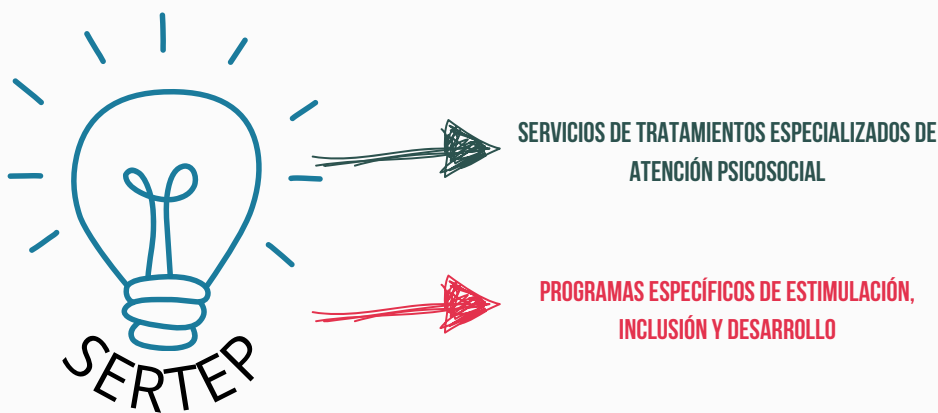 SERVICIOS DE TRATAMIENTOS ESPECIALIZADOS DE
ATENCIÓN PSICOSOCIAL
PROGRAMAS ESPECÍFICOS DE ESTIMULACIÓN,
INCLUSIÓN Y DESARROLLO
SERTEP